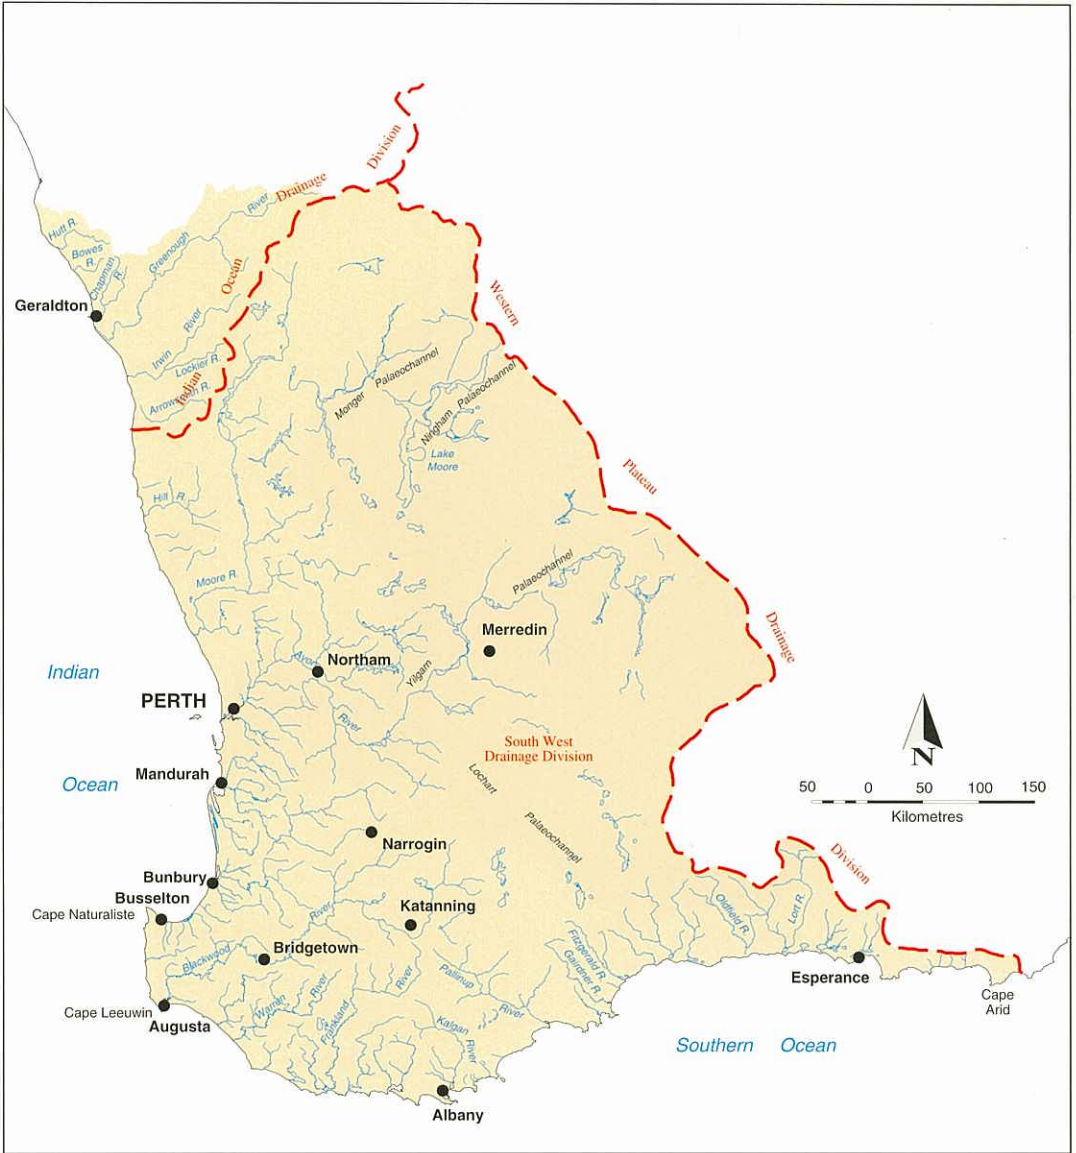 Division
Drainage
River
Hutt R.
Bowes
R.
Chapman
R.
Greenough
Ocean
Geraldton
Western
River
Irwin
Lockier R.
Indian
Palaeochannel
Palaeochannel
Monger
Ningham
Lake
Moore
Plateau
Hill R.
Palaeochannel
Moore R.
Drainage
Merredin
Avon
Northam
Yilgarn
Indian
PERTH
River
South West
Drainage Division
N
Ocean
Mandurah
Lochart
50 0 50 100 150
Kilometres
Palaeochannel
Narrogin
Division
Bunbury
Busselton
Cape Naturaliste
Katanning
River
Oldfield R.
Lort R.
Bridgetown
Blackwood
Fitzgerald R.
Gairdner R.
Esperance
River
Pallinup
River
Warren
River
Frankland
Cape Leeuwin
Augusta
Kalgan
River
Cape
Arid
Southern Ocean
Albany